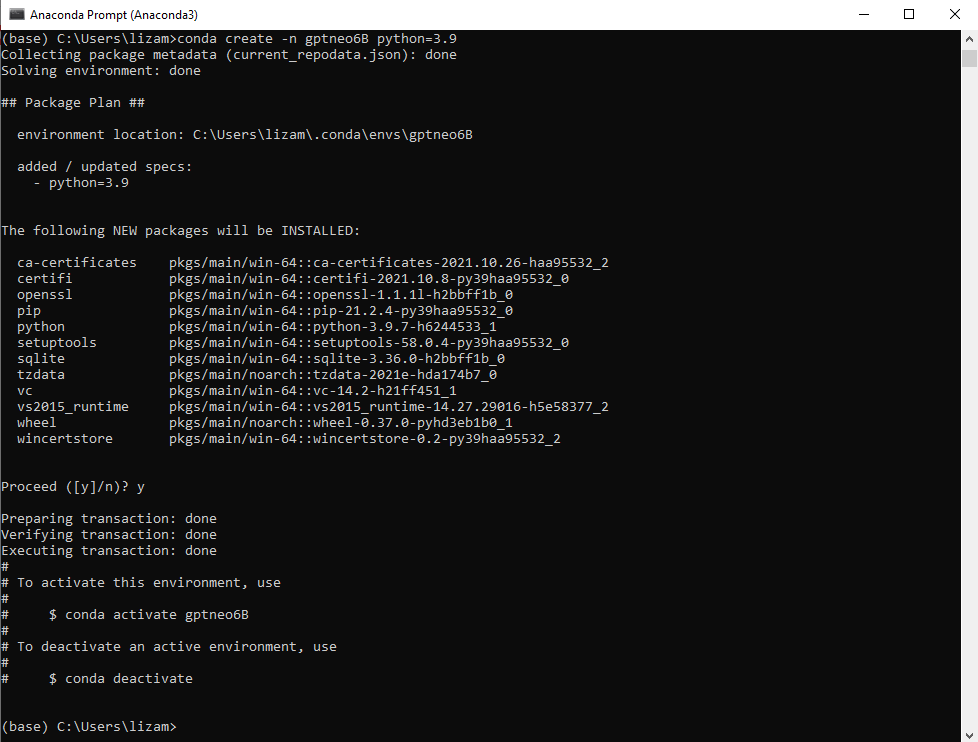 Anaconda Prompt (Anaconda3)
(base) C:\Users\lizam>conda create -n gptneo6B python=3.9
Collecting package metadata (current_repodata.json): done
Solving environment: done
## Package Plan ##
environment location: C:\Users\lizam\.conda\envs\gptneo6B
added / updated specs:
- python=3.9
The following NEW packages will be INSTALLED:
ca-certificates pkgs/main/win-64::ca-certificates-2021.10.26-haa95532_2
certifi pkgs/main/win-64::certifi-2021.10.8-py39haa95532_0
openssl pkgs/main/win-64::openssl-1.1.1l-h2bbff1b_0
pip pkgs/main/win-64::pip-21.2.4-py39haa95532_0
python pkgs/main/win-64::python-3.9.7-h6244533_1
setuptools pkgs/main/win-64::setuptools-58.0.4-py39haa95532_0
sqlite pkgs/main/win-64::sqlite-3.36.0-h2bbff1b_0
tzdata pkgs/main/noarch::tzdata-2021e-hda174b7_0
vc pkgs/main/win-64::vc-14.2-h21ff451_1
vs2015_runtime pkgs/main/win-64::vs2015_runtime-14.27.29016-h5e58377_2
wheel pkgs/main/noarch::wheel-0.37.0-pyhd3eb1b0_1
wincertstore pkgs/main/win-64::wincertstore-0.2-py39haa95532_2
Proceed ([y]/n)? y
Preparing transaction: done
Verifying transaction: done
Executing transaction: done
#
# To activate this environment, use
#
# $ conda activate gptneo6B
#
# To deactivate an active environment, use
#
# $ conda deactivate
(base) C:\Users\lizam>